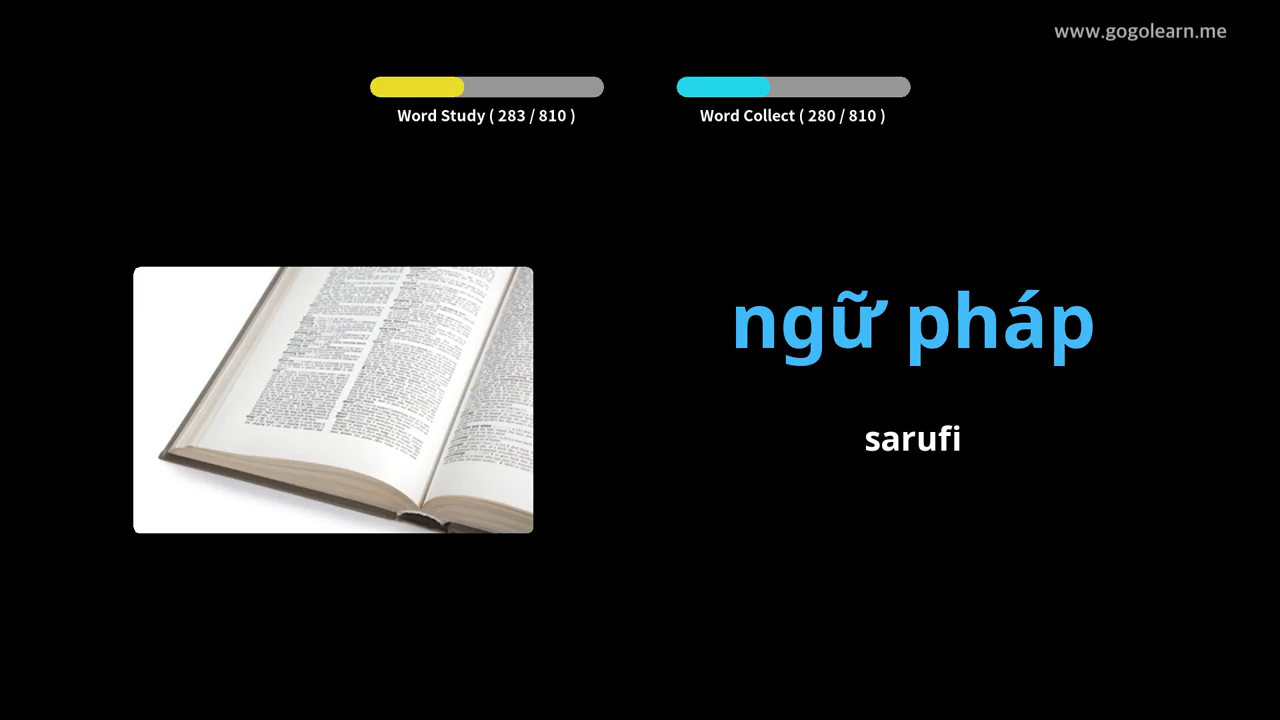 www.gogolearn.me
Word Study ( 283 / 810 )
Word Collect ( 280 / 810 )
ngữ pháp
sarufi